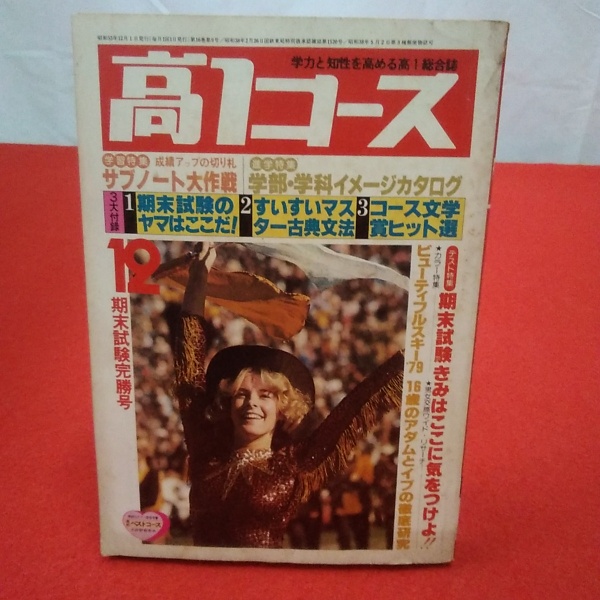 学力と知性を高める高1総合誌
高1コース
学習特集 成績アップの切り札
サブノート大作戦
進学特集
学部・学科イメージカタログ
3大付録
1 期末試験のヤマはここだ!
2 すいすいマスター古典文法
3 コース文学賞ヒット選
12
期末試験完勝号
テスト特集
期末試験きみはここに気をつけよ!!
★カラー特集
ビューティフルスキー'79
16歳のアダムとイブの徹底研究
ベストコース